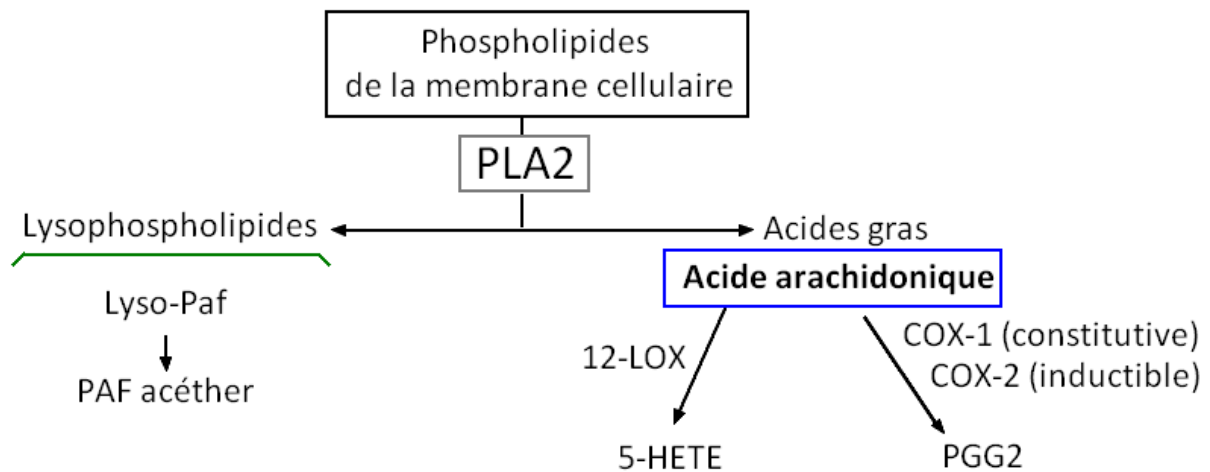 Phospholipides
de la membrane cellulaire
PLA2
Lysophospholipides
Acides gras
Acide arachidonique
Lyso-Paf
PAF acéther
12-LOX
COX-1 (constitutive)
COX-2 (inductible)
5-HETE
PGG2